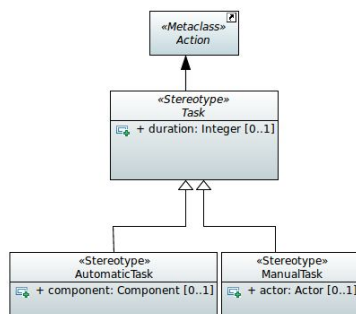 «Metaclass»
Action
«Stereotype»
Task
+ duration: Integer [0..1]
«Stereotype»
AutomaticTask
+ component: Component [0..1]
«Stereotype»
ManualTask
+ actor: Actor [0..1]